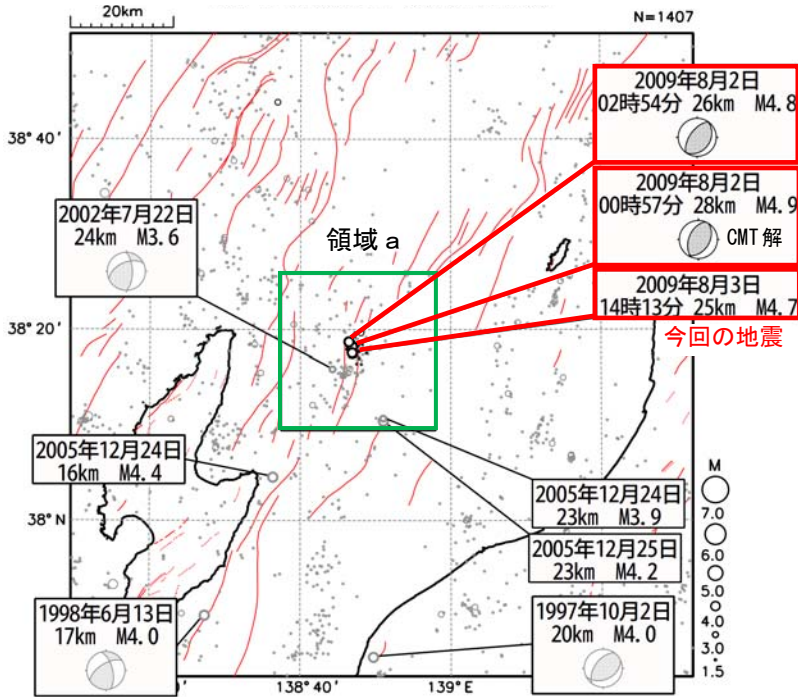 20km
N=1407
2009年8月2日
02時54分 26km M4.8
38°40′
2009年8月2日
00時57分 28km M4.9
CMT解
2002年7月22日
24km M3.6
領域a
2009年8月3日
14時13分 25km M4.7
38°20′
今回の地震
2005年12月24日
16km M4.4
2005年12月24日
23km M3.9
38°N
2005年12月25日
23km M4.2
M
7.0
6.0
5.0
4.0
3.0
1.5
1998年6月13日
17km M4.0
1997年10月2日
20km M4.0
138°40′
139°E